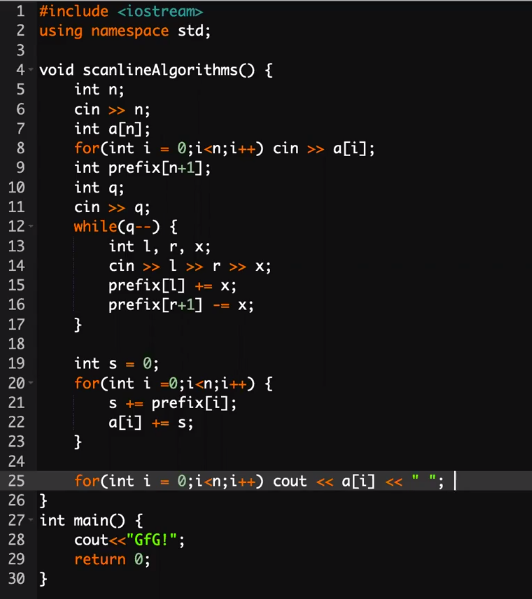 1 #include <iostream>
2 using namespace std;
3
4 void scanlineAlgorithms() {
5     int n;
6     cin >> n;
7     int a[n];
8     for(int i = 0;i<n;i++) cin >> a[i];
9     int prefix[n+1];
10     int q;
11     cin >> q;
12     while(q--) {
13         int l, r, x;
14         cin >> l >> r >> x;
15         prefix[l] += x;
16         prefix[r+1] -= x;
17     }
18
19     int s = 0;
20     for(int i =0;i<n;i++) {
21         s += prefix[i];
22         a[i] += s;
23     }
24
25     for(int i = 0;i<n;i++) cout << a[i] << " ";
26 }
27 int main() {
28     cout<<"GfG!";
29     return 0;
30 }